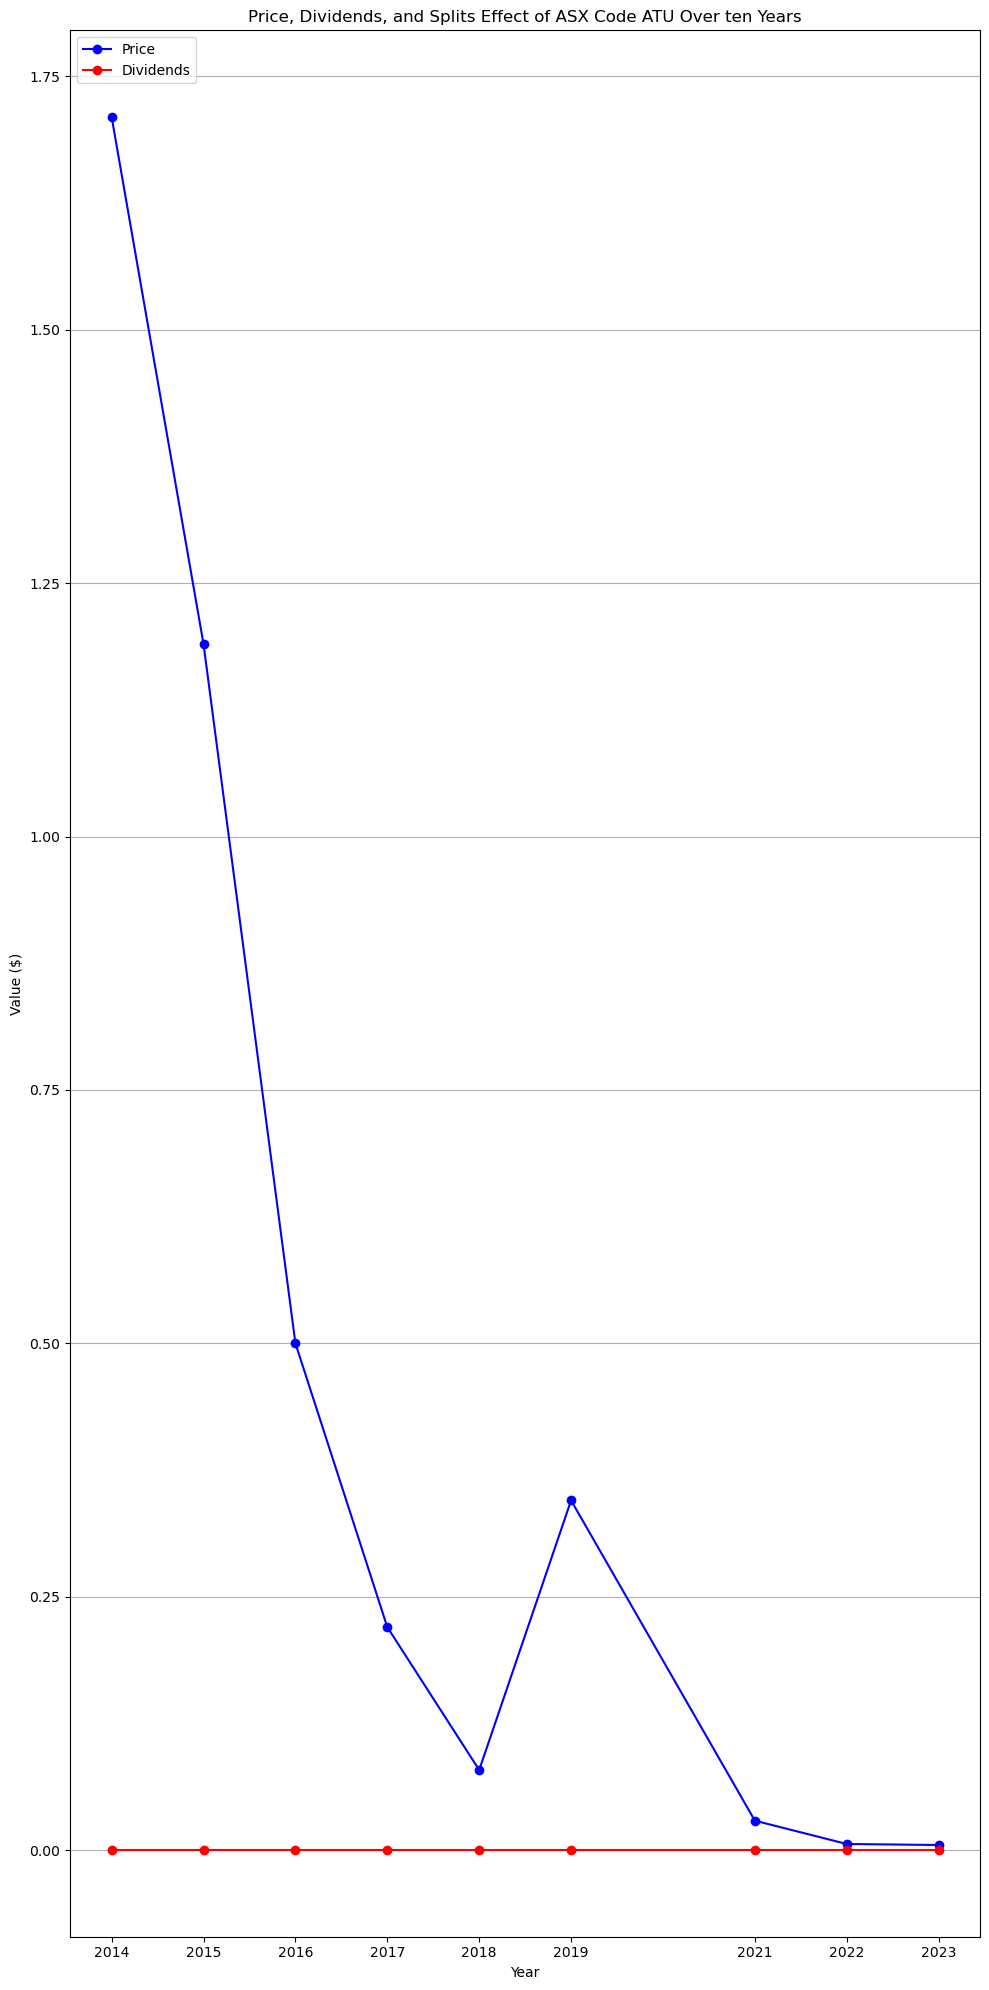 Price, Dividends, and Splits Effect of ASX Code ATU Over ten Years
Price
Dividends
1.75
1.50
1.25
1.00
0.75
0.50
0.25
0.00
Value ($)
2014 2015 2016 2017 2018 2019 2021 2022 2023
Year